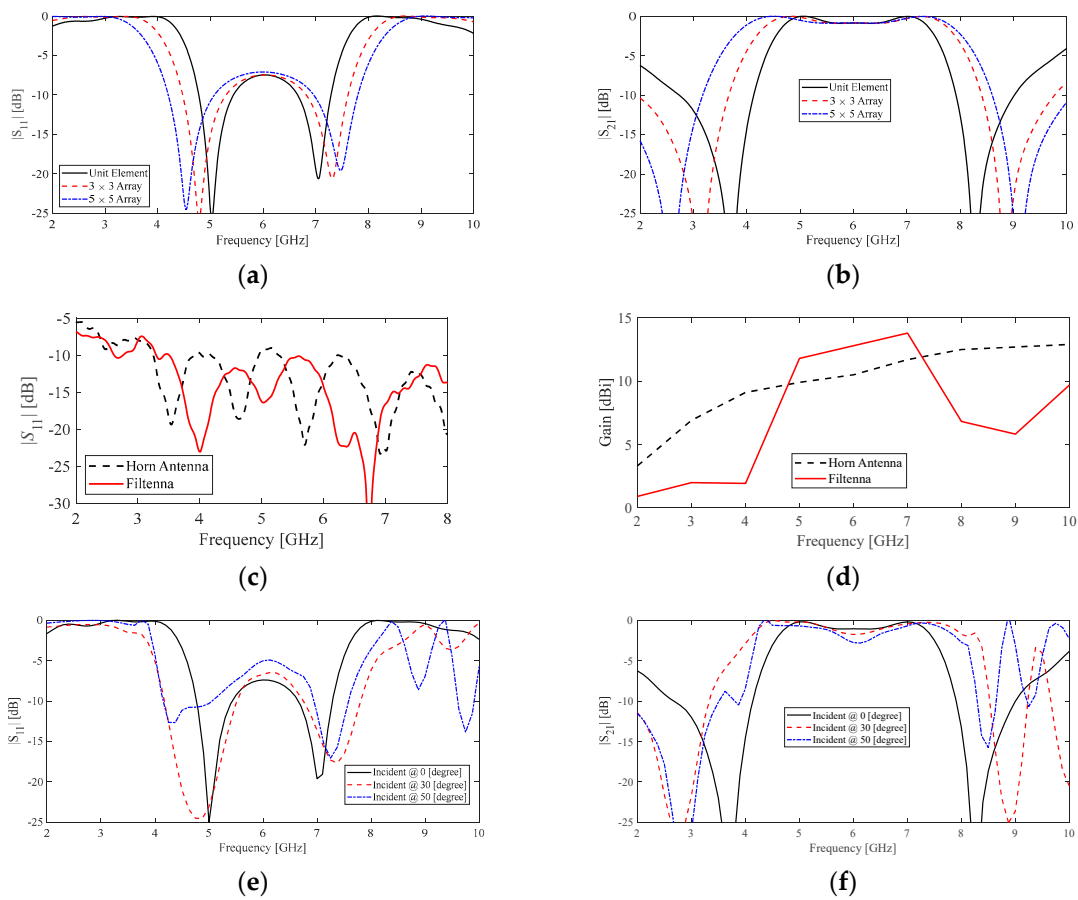 0
-5
-10
-15
-20
-25
|S11| [dB]
Unit Element
3 × 3 Array
5 × 5 Array
2 3 4 5 6 7 8 9 10
Frequency [GHz]
(a)
0
-5
-10
-15
-20
-25
|S21| [dB]
Unit Element
3 × 3 Array
5 × 5 Array
2 3 4 5 6 7 8 9 10
Frequency [GHz]
(b)
-5
-10
-15
-20
-25
-30
|S11| [dB]
Horn Antenna
Filtenna
2 3 4 5 6 7 8
Frequency [GHz]
(c)
15
10
5
0
Gain [dBi]
Horn Antenna
Filtenna
2 3 4 5 6 7 8 9 10
Frequency [GHz]
(d)
0
-5
-10
-15
-20
-25
|S11| [dB]
Incident @ 0 [degree]
Incident @ 30 [degree]
Incident @ 50 [degree]
2 3 4 5 6 7 8 9 10
Frequency [GHz]
(e)
0
-5
-10
-15
-20
-25
|S21| [dB]
Incident @ 0 [degree]
Incident @ 30 [degree]
Incident @ 50 [degree]
2 3 4 5 6 7 8 9 10
Frequency [GHz]
(f)